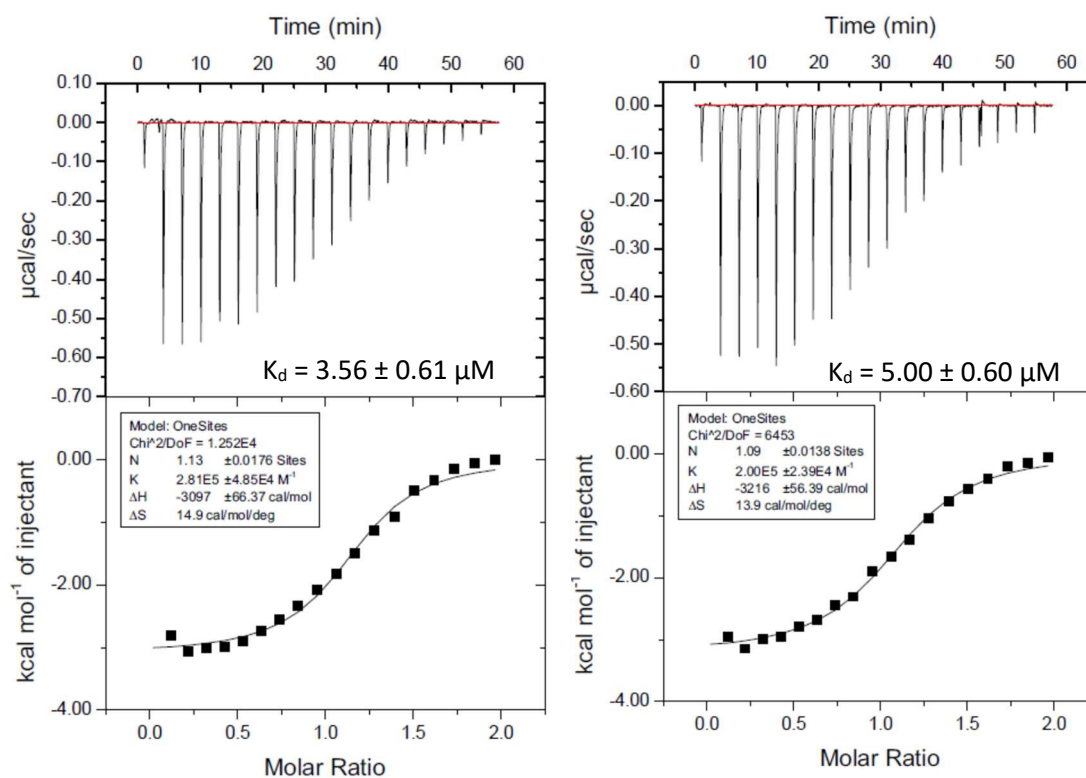 Time (min)
0 10 20 30 40 50 60
0.10
0.00
-0.10
-0.20
-0.30
-0.40
-0.50
-0.60
-0.70
µcal/sec
K_d = 3.56 ± 0.61 µM
Model: OneSites
Chi^2/DoF = 1.252E4
N 1.13 ±0.0176 Sites
K 2.81E5 ±4.85E4 M⁻¹
ΔH -3097 ±66.37 cal/mol
ΔS 14.9 cal/mol/deg
0.00
-2.00
-4.00
kcal mol⁻¹ of injectant
0.0 0.5 1.0 1.5 2.0
Molar Ratio
Time (min)
0 10 20 30 40 50 60
0.00
-0.10
-0.20
-0.30
-0.40
-0.50
-0.60
µcal/sec
K_d = 5.00 ± 0.60 µM
Model: OneSites
Chi^2/DoF = 6453
N 1.09 ±0.0138 Sites
K 2.00E5 ±2.39E4 M⁻¹
ΔH -3216 ±56.39 cal/mol
ΔS 13.9 cal/mol/deg
0.00
-2.00
-4.00
kcal mol⁻¹ of injectant
0.0 0.5 1.0 1.5 2.0
Molar Ratio